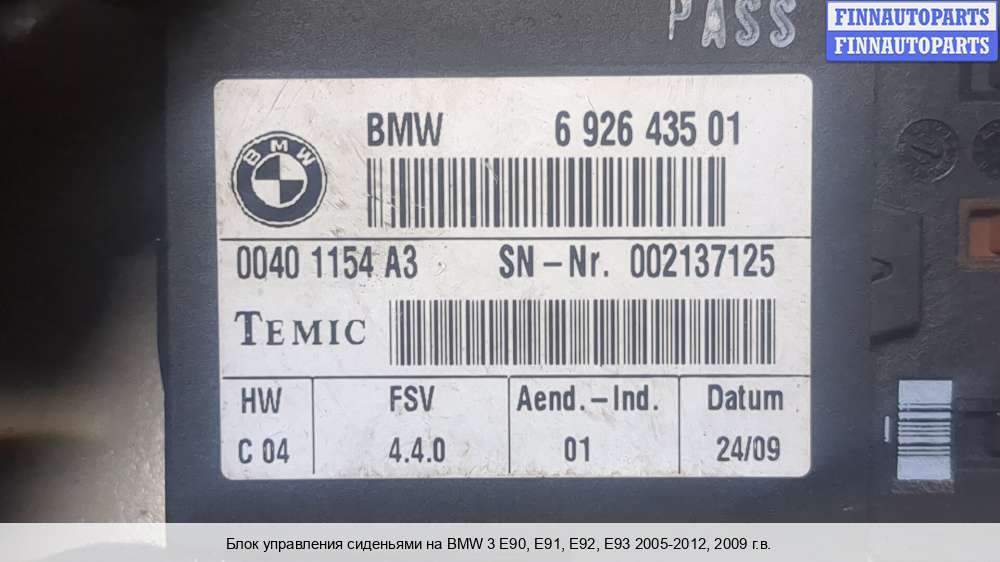 PASS
FINNAUTOPARTS
FINNAUTOPARTS
BMW 6 926 435 01
BMW
0040 1154 A3 SN-Nr. 002137125
TEMIC
HW FSV Aend.-Ind. Datum
C 04 4.4.0 01 24/09
Блок управления сиденьями на BMW 3 E90, E91, E92, E93 2005-2012, 2009 г.в.